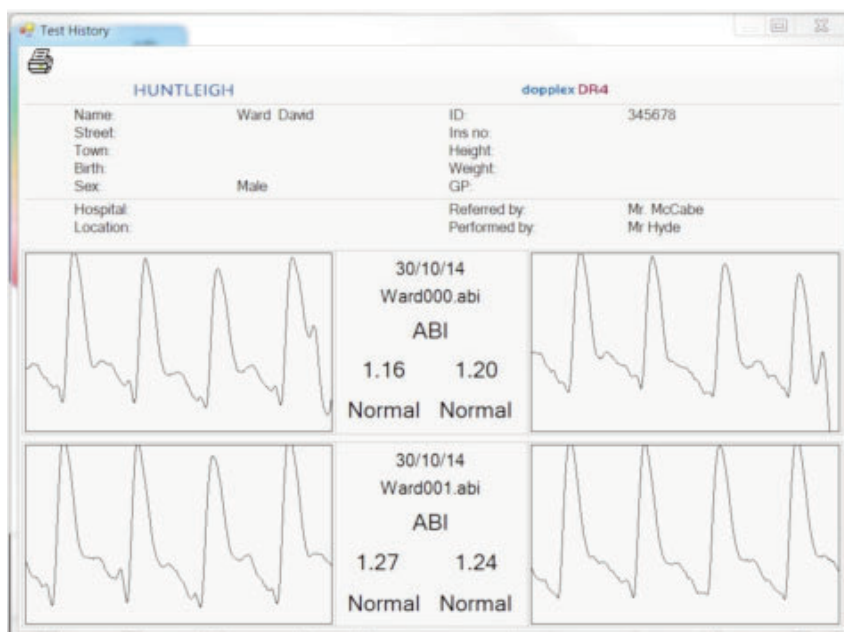 Test History
HUNTLEIGH dopplex DR4
Name: Ward David ID: 345678
Street: Ins no:
Town: Height:
Birth: Weight:
Sex: Male GP:
Hospital: Referred by: Mr. McCabe
Location: Performed by: Mr Hyde
30/10/14
Ward000.abi
ABI
1.16 1.20
Normal Normal
30/10/14
Ward001.abi
ABI
1.27 1.24
Normal Normal